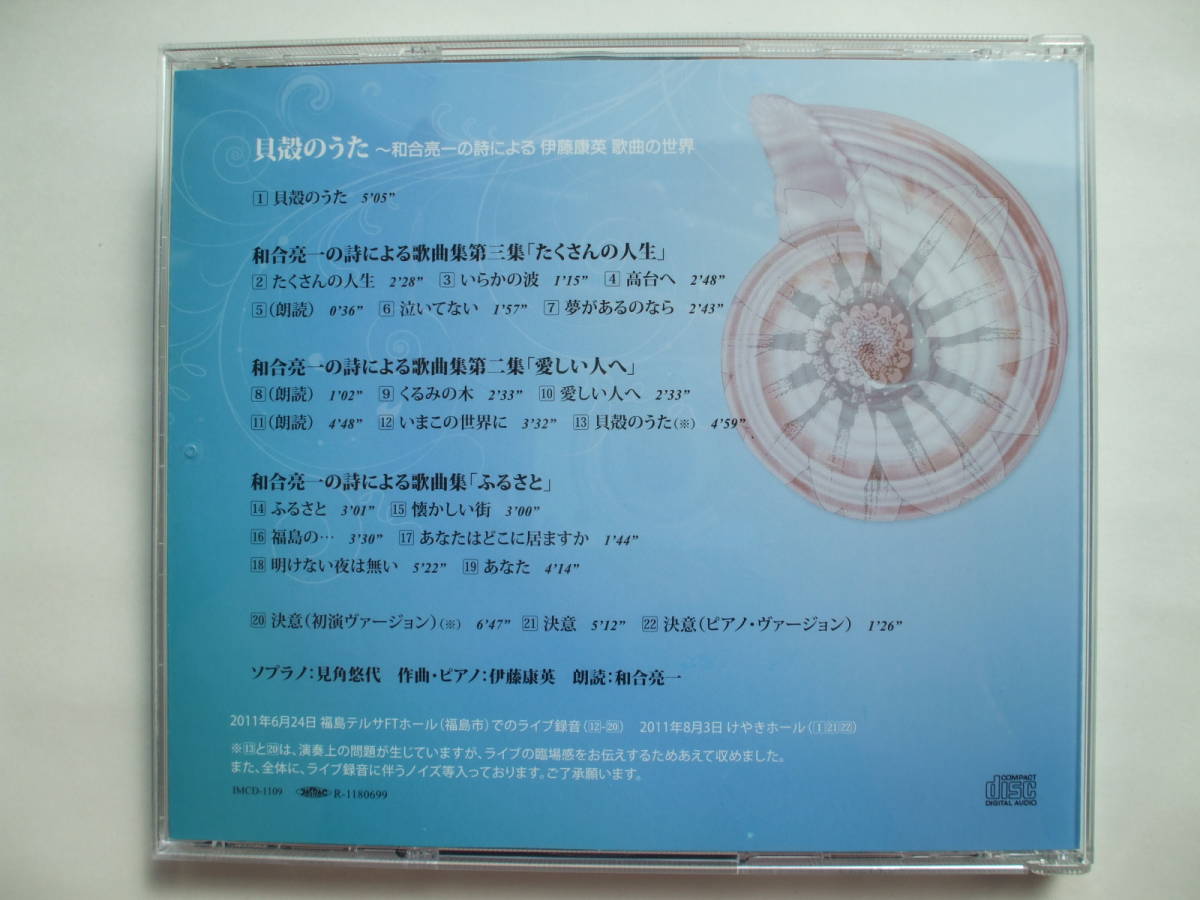 貝殻のうた ～和合亮一の詩による 伊藤康英 歌曲の世界
1 貝殻のうた 5’05”
和合亮一の詩による歌曲集第三集「たくさんの人生」
2 たくさんの人生 2’28” 3 いらかの波 1’15” 4 高台へ 2’48”
5 (朗読) 0’36” 6 泣いてない 1’57” 7 夢があるのなら 2’43”
和合亮一の詩による歌曲集第二集「愛しい人へ」
8 (朗読) 1’02” 9 くるみの木 2’33” 10 愛しい人へ 2’33”
11 (朗読) 4’48” 12 いまこの世界に 3’32” 13 貝殻のうた(※) 4’59”
和合亮一の詩による歌曲集「ふるさと」
14 ふるさと 3’01” 15 懐かしい街 3’00”
16 福島の… 3’30” 17 あなたはどこに居ますか 1’44”
18 明けない夜は無い 5’22” 19 あなた 4’14”
20 決意(初演ヴァージョン)(※) 6’47” 21 決意 5’12” 22 決意(ピアノ・ヴァージョン) 1’26”
ソプラノ:見角悠代 作曲・ピアノ:伊藤康英 朗読:和合亮一
2011年6月24日 福島テルサFTホール(福島市)でのライブ録音(12-20) 2011年8月3日 けやきホール(1 21 22)
※13と20は、演奏上の問題が生じていますが、ライブの臨場感をお伝えするためあえて収めました。
また、全体に、ライブ録音に伴うノイズ等入っております。ご了承願います。
IMCD-1109 JASRAC R-1180699
COMPACT
disc
DIGITAL AUDIO